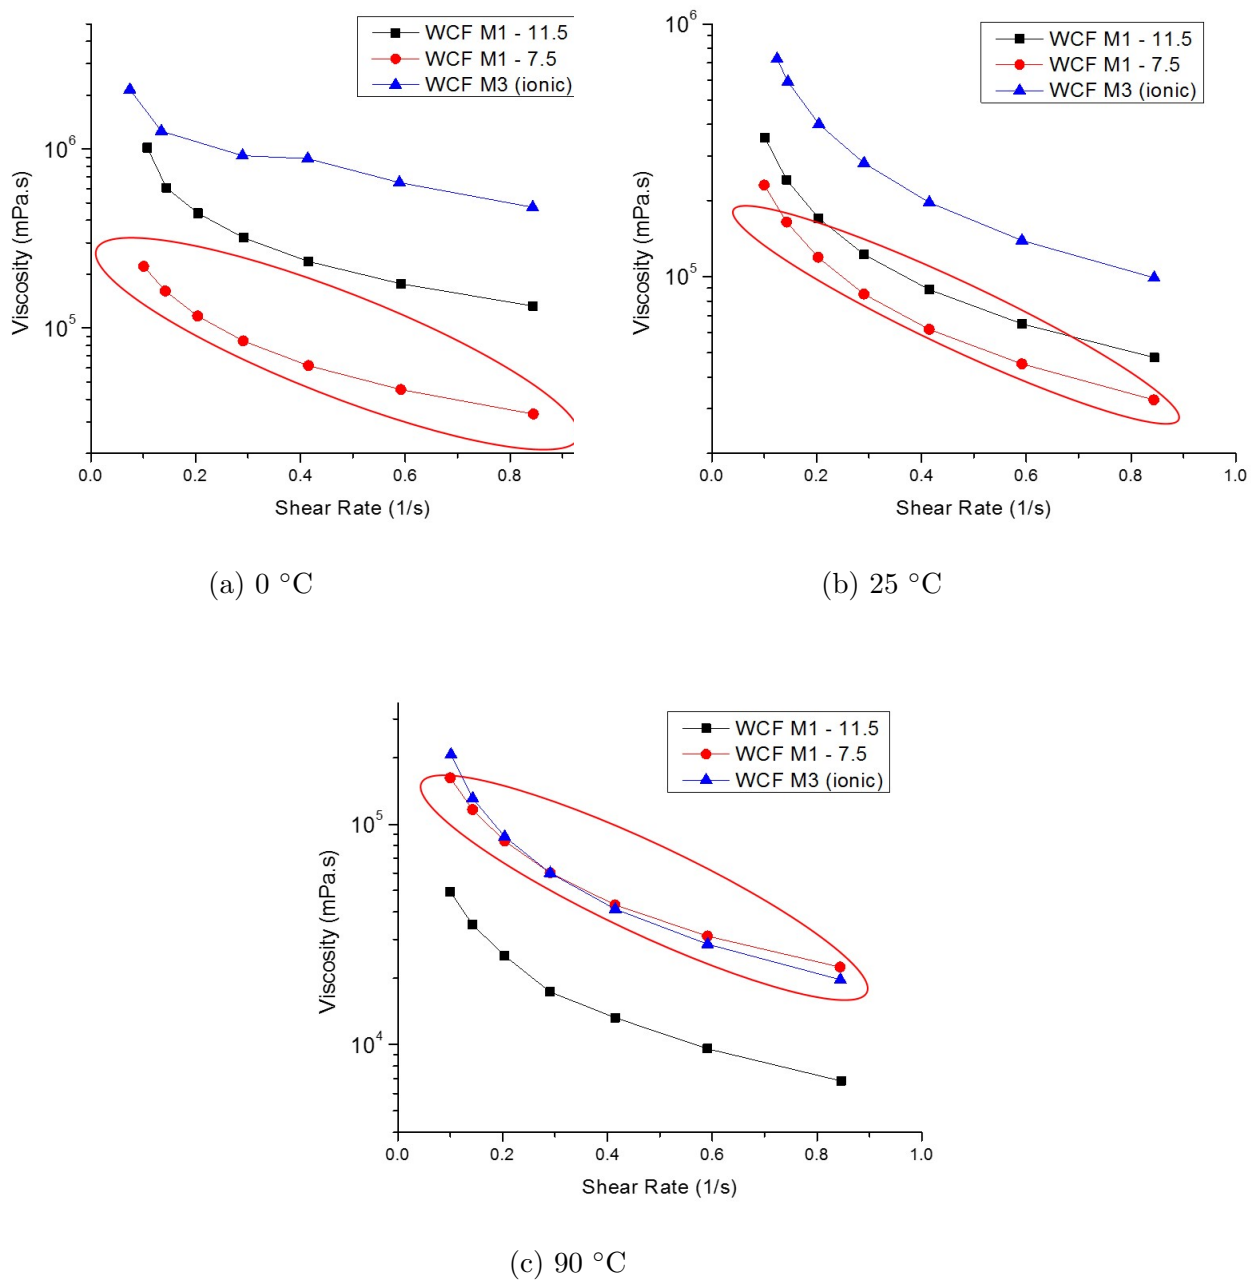 WCF M1 - 11.5
WCF M1 - 7.5
WCF M3 (ionic)
10^6
10^5
Viscosity (mPa.s)
0.0 0.2 0.4 0.6 0.8
Shear Rate (1/s)
(a) 0 °C
WCF M1 - 11.5
WCF M1 - 7.5
WCF M3 (ionic)
10^6
10^5
Viscosity (mPa.s)
0.0 0.2 0.4 0.6 0.8 1.0
Shear Rate (1/s)
(b) 25 °C
WCF M1 - 11.5
WCF M1 - 7.5
WCF M3 (ionic)
10^5
10^4
Viscosity (mPa.s)
0.0 0.2 0.4 0.6 0.8 1.0
Shear Rate (1/s)
(c) 90 °C